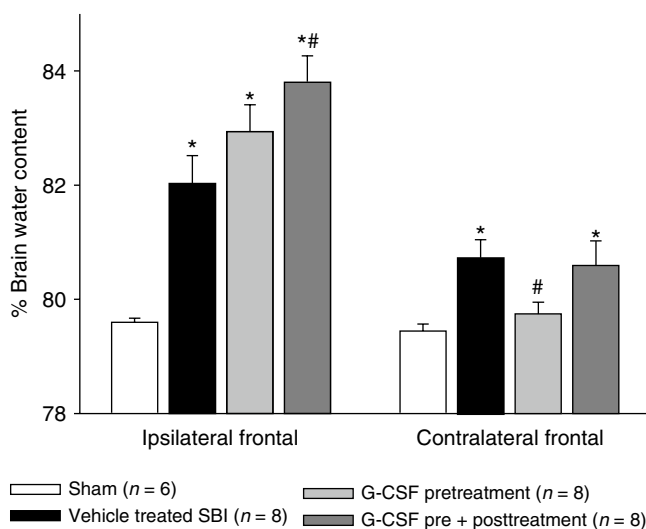 % Brain water content
84
82
80
78
*
*
*#
*
#
*
Ipsilateral frontal
Contralateral frontal
Sham (n = 6)
Vehicle treated SBI (n = 8)
G-CSF pretreatment (n = 8)
G-CSF pre + posttreatment (n = 8)